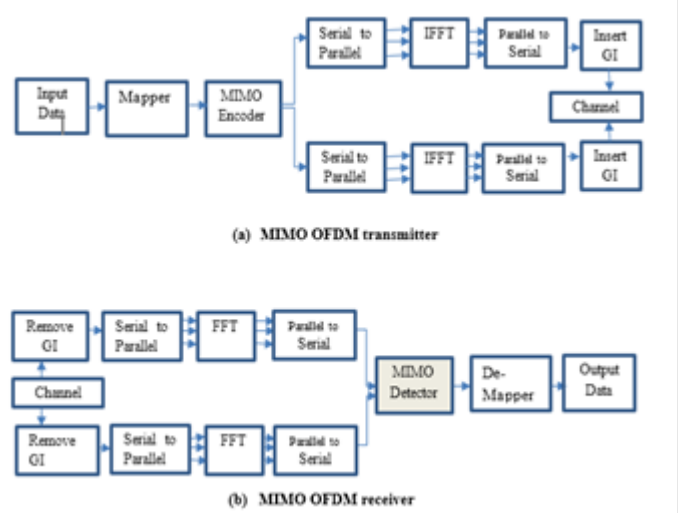 Serial to
Parallel
IFFT
Parallel to
Serial
Insert
GI
Input
Data
Mapper
MIMO
Encoder
Channel
Serial to
Parallel
IFFT
Parallel to
Serial
Insert
GI
(a) MIMO OFDM transmitter
Remove
GI
Serial to
Parallel
FFT
Parallel to
Serial
Channel
MIMO
Detector
De-
Mapper
Output
Data
Remove
GI
Serial to
Parallel
FFT
Parallel to
Serial
(b) MIMO OFDM receiver